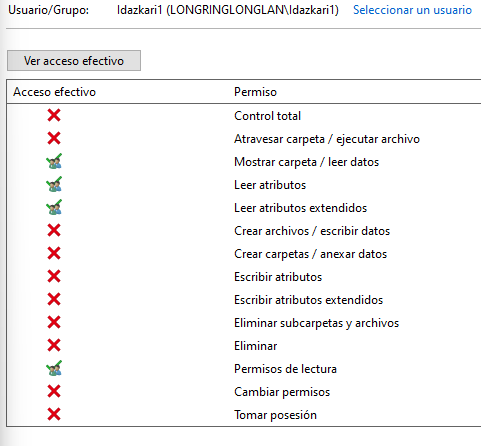 Usuario/Grupo: Idazkari1 (LONGRINGLONGLAN\Idazkari1) Seleccionar un usuario
Ver acceso efectivo
Acceso efectivo Permiso
Control total
Atravesar carpeta / ejecutar archivo
Mostrar carpeta / leer datos
Leer atributos
Leer atributos extendidos
Crear archivos / escribir datos
Crear carpetas / anexar datos
Escribir atributos
Escribir atributos extendidos
Eliminar subcarpetas y archivos
Eliminar
Permisos de lectura
Cambiar permisos
Tomar posesión